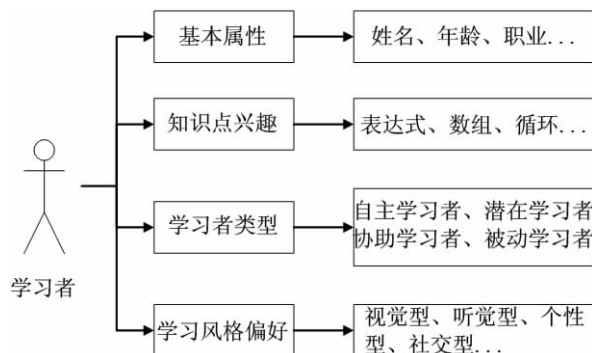 基本属性
姓名、年龄、职业...
知识点兴趣
表达式、数组、循环...
学习者类型
自主学习者、潜在学习者
协助学习者、被动学习者
学习者
学习风格偏好
视觉型、听觉型、个性
型、社交型...